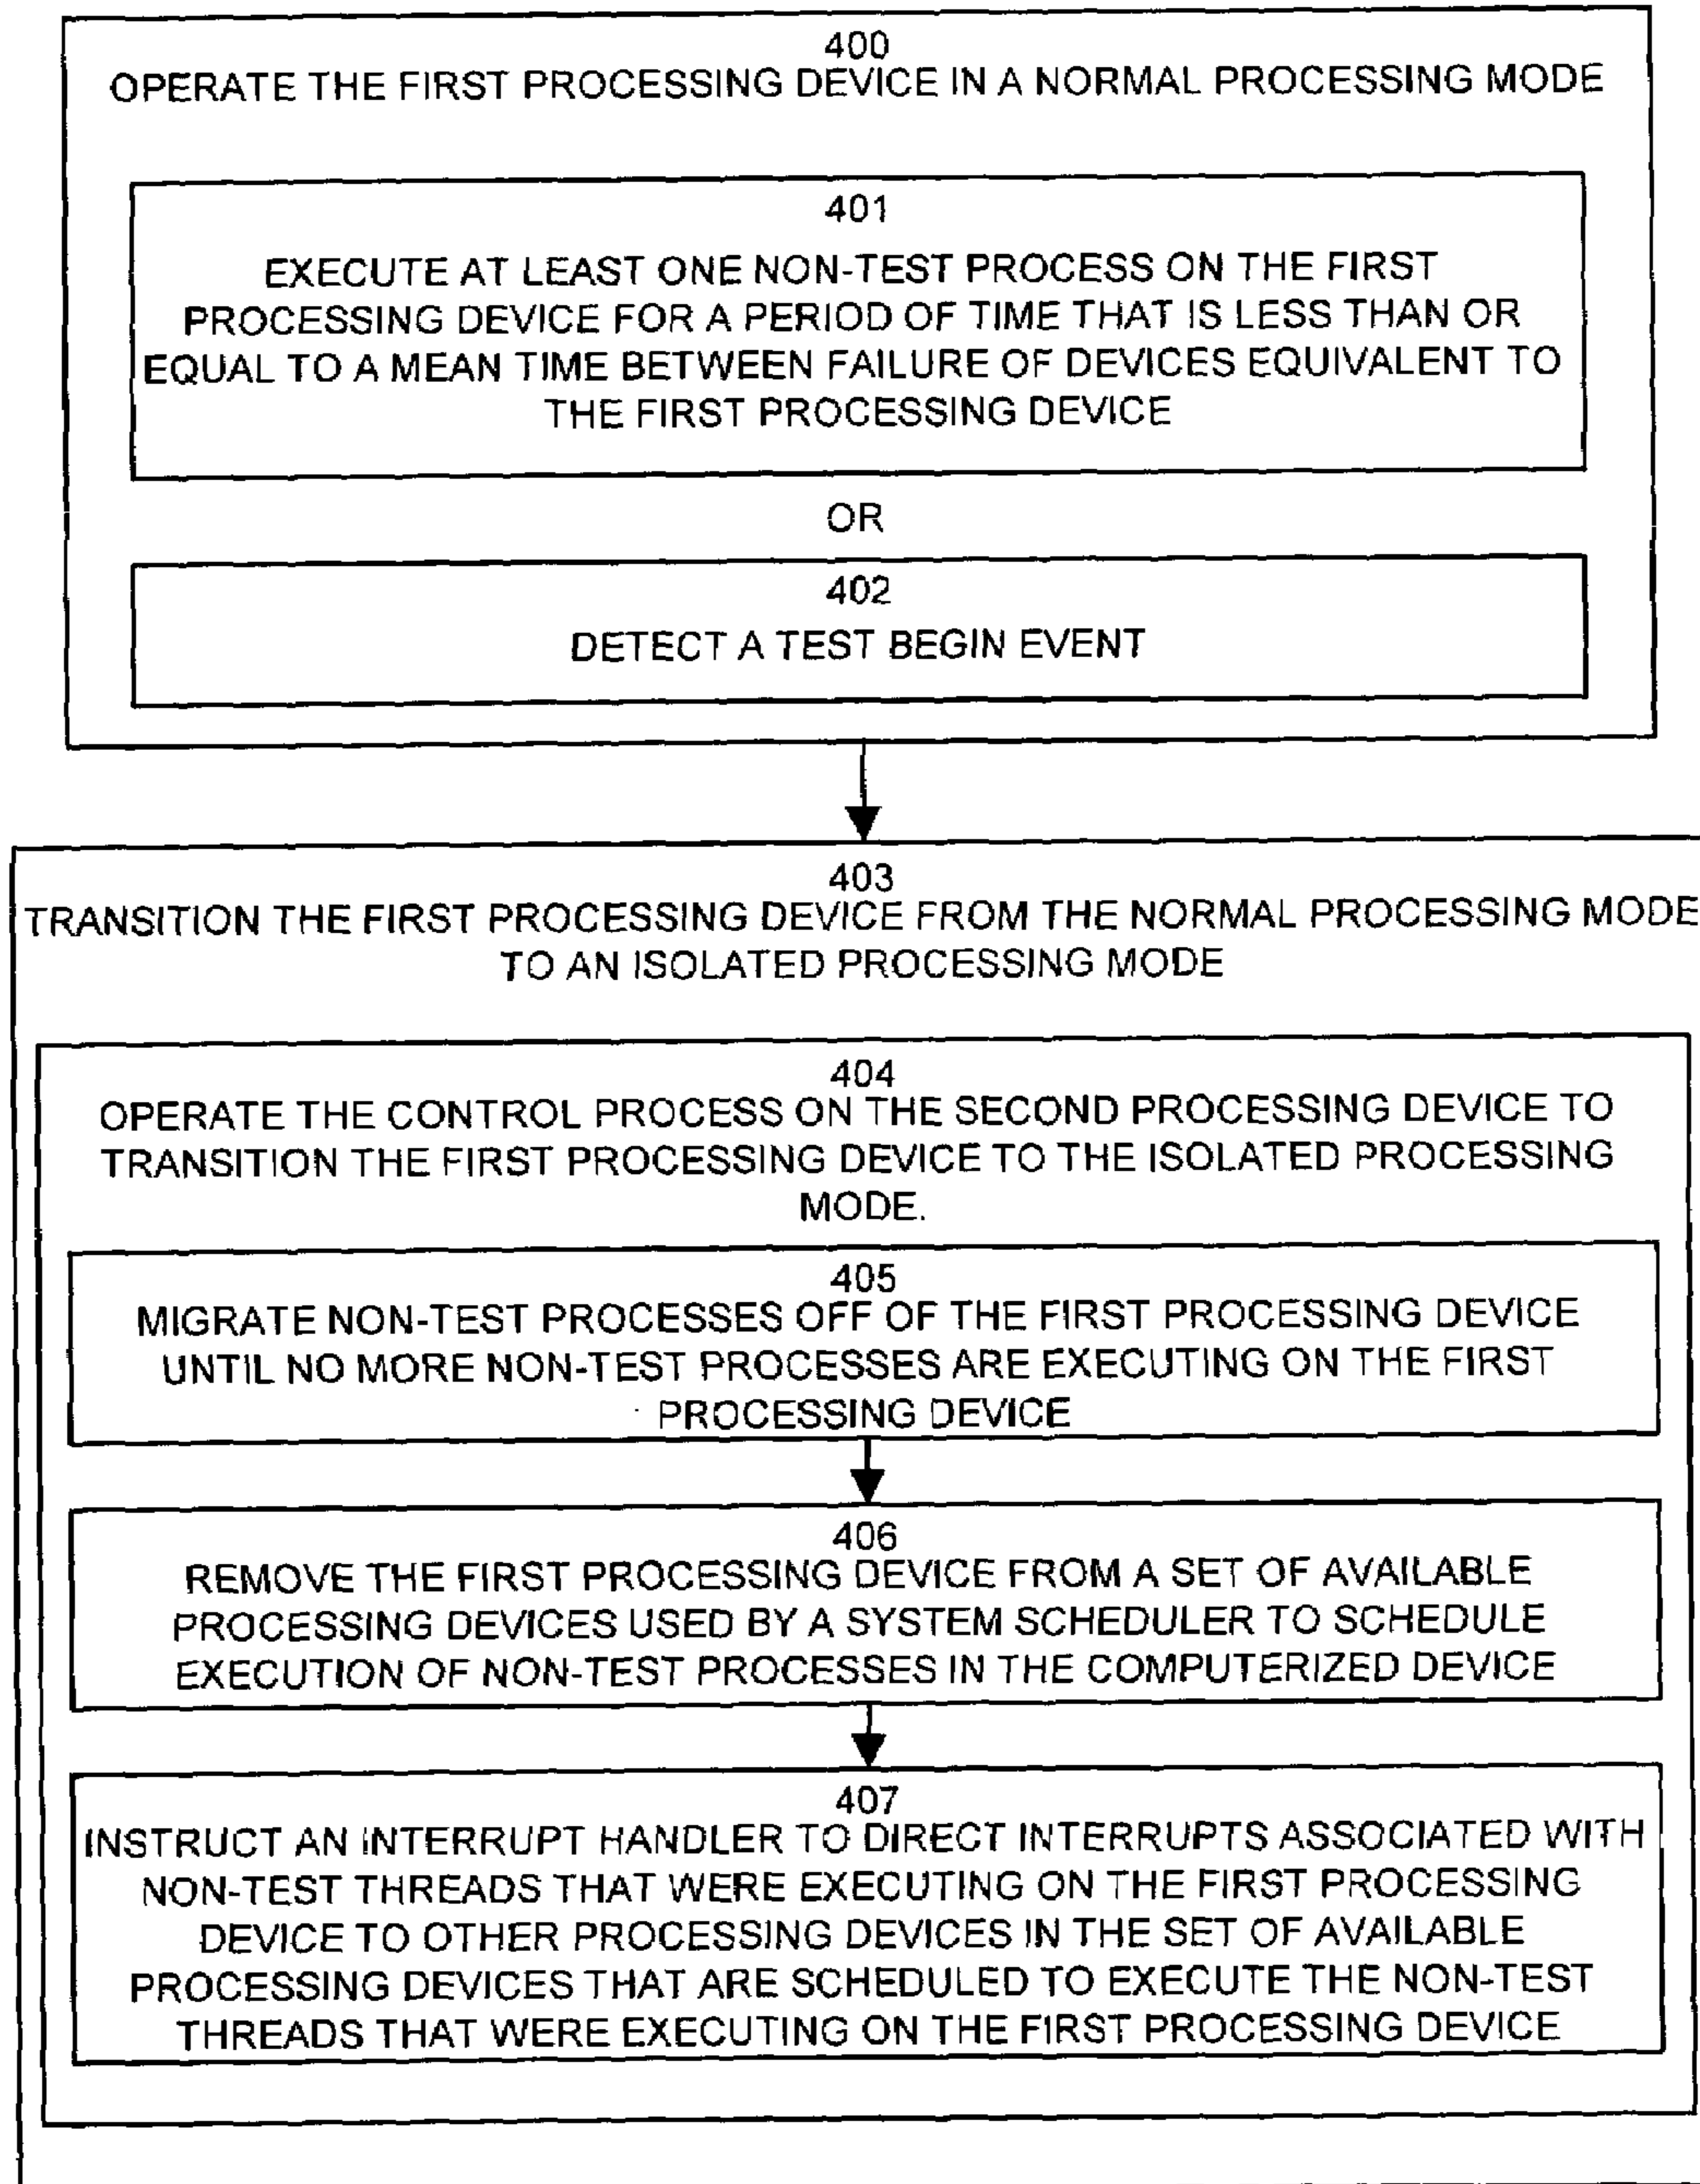 400
OPERATE THE FIRST PROCESSING DEVICE IN A NORMAL PROCESSING MODE
401
EXECUTE AT LEAST ONE NON-TEST PROCESS ON THE FIRST
PROCESSING DEVICE FOR A PERIOD OF TIME THAT IS LESS THAN OR
EQUAL TO A MEAN TIME BETWEEN FAILURE OF DEVICES EQUIVALENT TO
THE FIRST PROCESSING DEVICE
OR
402
DETECT A TEST BEGIN EVENT
403
TRANSITION THE FIRST PROCESSING DEVICE FROM THE NORMAL PROCESSING MODE
TO AN ISOLATED PROCESSING MODE
404
OPERATE THE CONTROL PROCESS ON THE SECOND PROCESSING DEVICE TO
TRANSITION THE FIRST PROCESSING DEVICE TO THE ISOLATED PROCESSING
MODE.
405
MIGRATE NON-TEST PROCESSES OFF OF THE FIRST PROCESSING DEVICE
UNTIL NO MORE NON-TEST PROCESSES ARE EXECUTING ON THE FIRST
PROCESSING DEVICE
406
REMOVE THE FIRST PROCESSING DEVICE FROM A SET OF AVAILABLE
PROCESSING DEVICES USED BY A SYSTEM SCHEDULER TO SCHEDULE
EXECUTION OF NON-TEST PROCESSES IN THE COMPUTERIZED DEVICE
407
INSTRUCT AN INTERRUPT HANDLER TO DIRECT INTERRUPTS ASSOCIATED WITH
NON-TEST THREADS THAT WERE EXECUTING ON THE FIRST PROCESSING
DEVICE TO OTHER PROCESSING DEVICES IN THE SET OF AVAILABLE
PROCESSING DEVICES THAT ARE SCHEDULED TO EXECUTE THE NON-TEST
THREADS THAT WERE EXECUTING ON THE FIRST PROCESSING DEVICE